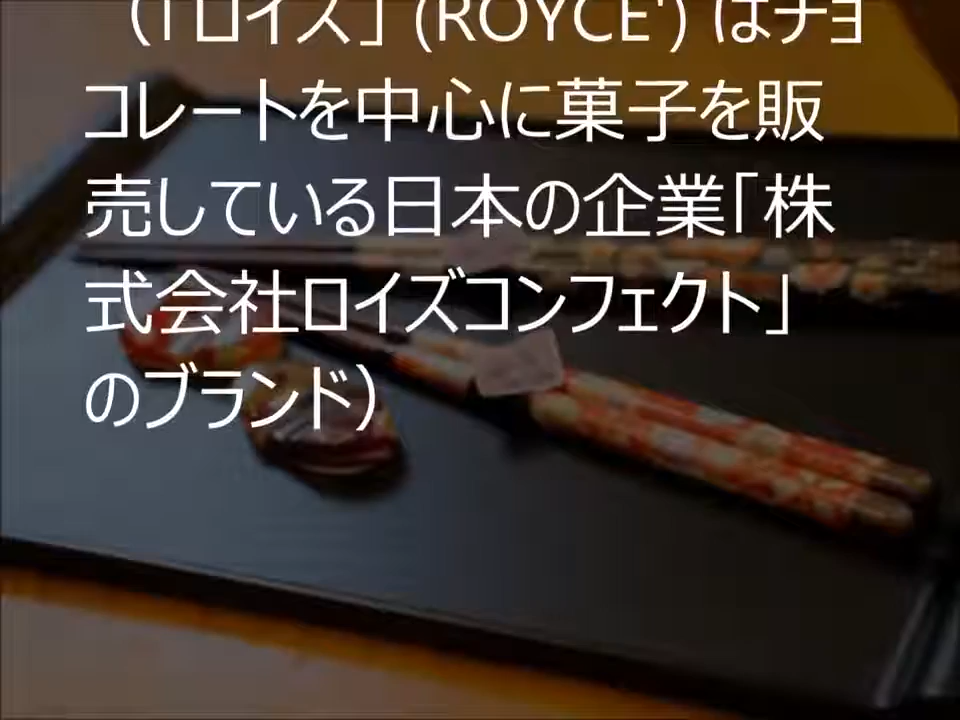 （「ロイズ」 (ROYCE') はチョ
コレートを中心に菓子を販
売している日本の企業「株
式会社ロイズコンフェクト」
のブランド）